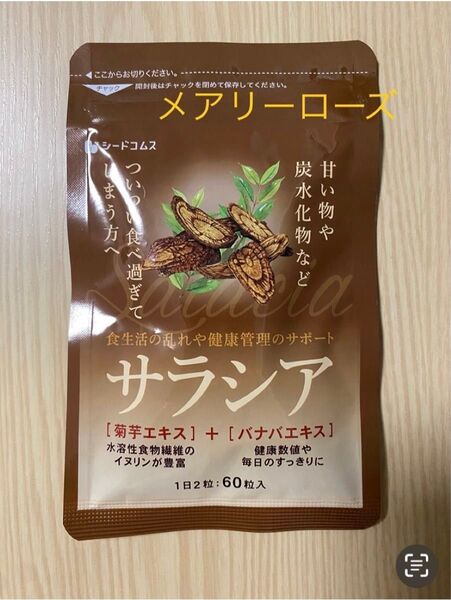 ここからお切りください。
チャック
開封後はチャックを閉めて保存してください。
メアリーローズ
シードコムス
甘い物や
炭水化物など
ついつい食べ過ぎて
しまう方へ
Salacia
食生活の乱れや健康管理のサポート
サラシア
[菊芋エキス]+[バナバエキス]
水溶性食物繊維の
イヌリンが豊富
健康数値や
毎日のすっきりに
1日2粒:60粒入